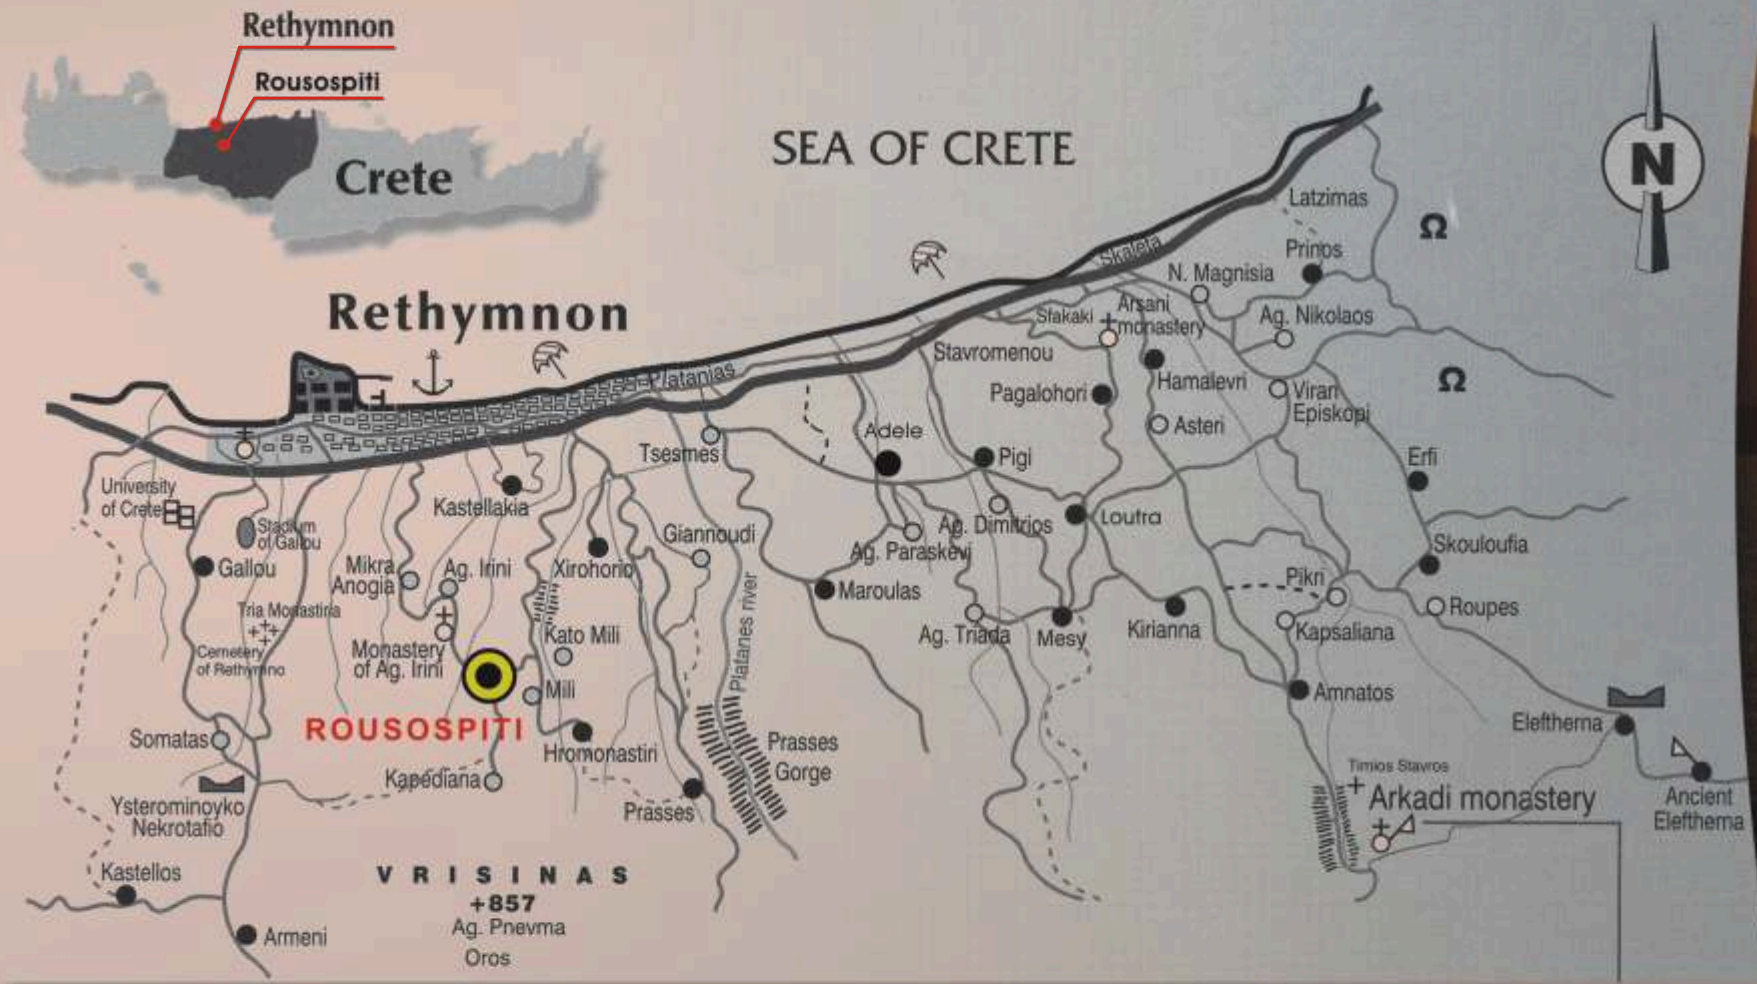 Rethymnon
Rousospiti
Crete
SEA OF CRETE
N
Rethymnon
Latzimas
Ω
Prinos
Skaleta
N. Magnisia
Arsani
monastery
Sfakaki
Ag. Nikolaos
Stavromenou
Platanias
Hamalevri
Pagalohori
Viran
Episkopi
Ω
Asteri
Adele
Tsesmes
Pigi
Erfi
University
of Crete
Kastellakia
Stadium
of Gallou
Giannoudi
Ag. Dimitrios
Loutra
Ag. Paraskevi
Skouloufia
Gallou
Mikra
Anogia
Ag. Irini
Xirohorio
Maroulas
Pikri
Roupes
Tria Monastiria
Cemetery
of Rethymno
Monastery
of Ag. Irini
Kato Mili
Platanes river
Ag. Triada
Mesy
Kirianna
Kapsaliana
Mili
Amnatos
ROUSOSPITI
Eleftherna
Somatas
Hromonastiri
Prasses
Gorge
Kapediana
Timios Stavros
Arkadi monastery
Ancient
Eleftherna
Ysterominoyko
Nekrotafio
Prasses
Kastellos
VRISINAS
+857
Ag. Pnevma
Oros
Armeni